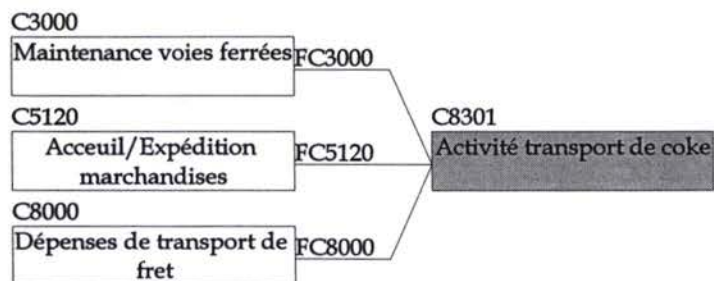 C3000
Maintenance voies ferrées
FC3000
C5120
Acceuil/Expédition
marchandises
FC5120
C8301
Activité transport de coke
C8000
Dépenses de transport de
fret
FC8000